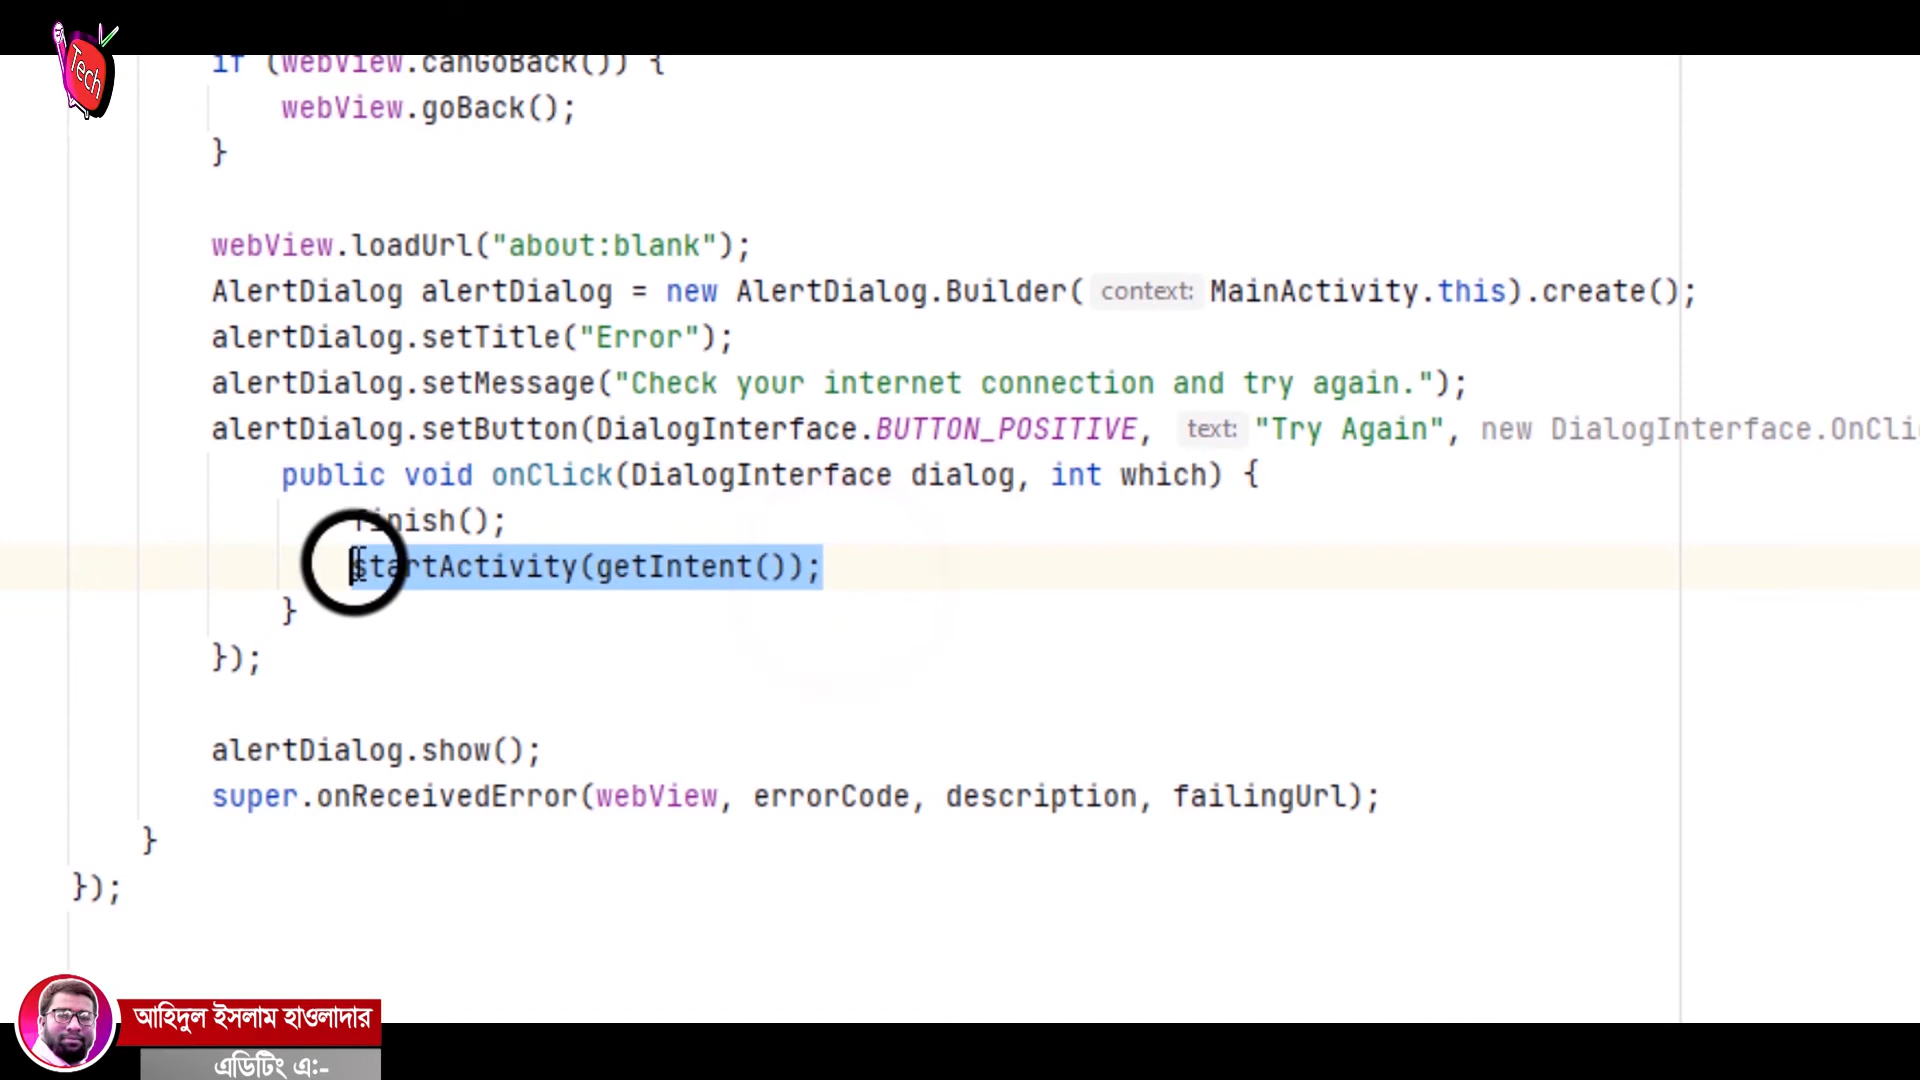 Tech
if (webView.canGoBack()) {
webView.goBack();
}
webView.loadUrl("about:blank");
AlertDialog alertDialog = new AlertDialog.Builder( context: MainActivity.this).create();
alertDialog.setTitle("Error");
alertDialog.setMessage("Check your internet connection and try again.");
alertDialog.setButton(DialogInterface.BUTTON_POSITIVE, text: "Try Again", new DialogInterface.OnCli
public void onClick(DialogInterface dialog, int which) {
finish();
startActivity(getIntent());
}
});
alertDialog.show();
super.onReceivedError(webView, errorCode, description, failingUrl);
}
});
আহিদুল ইসলাম হাওলাদার
এডিটিং এ:-